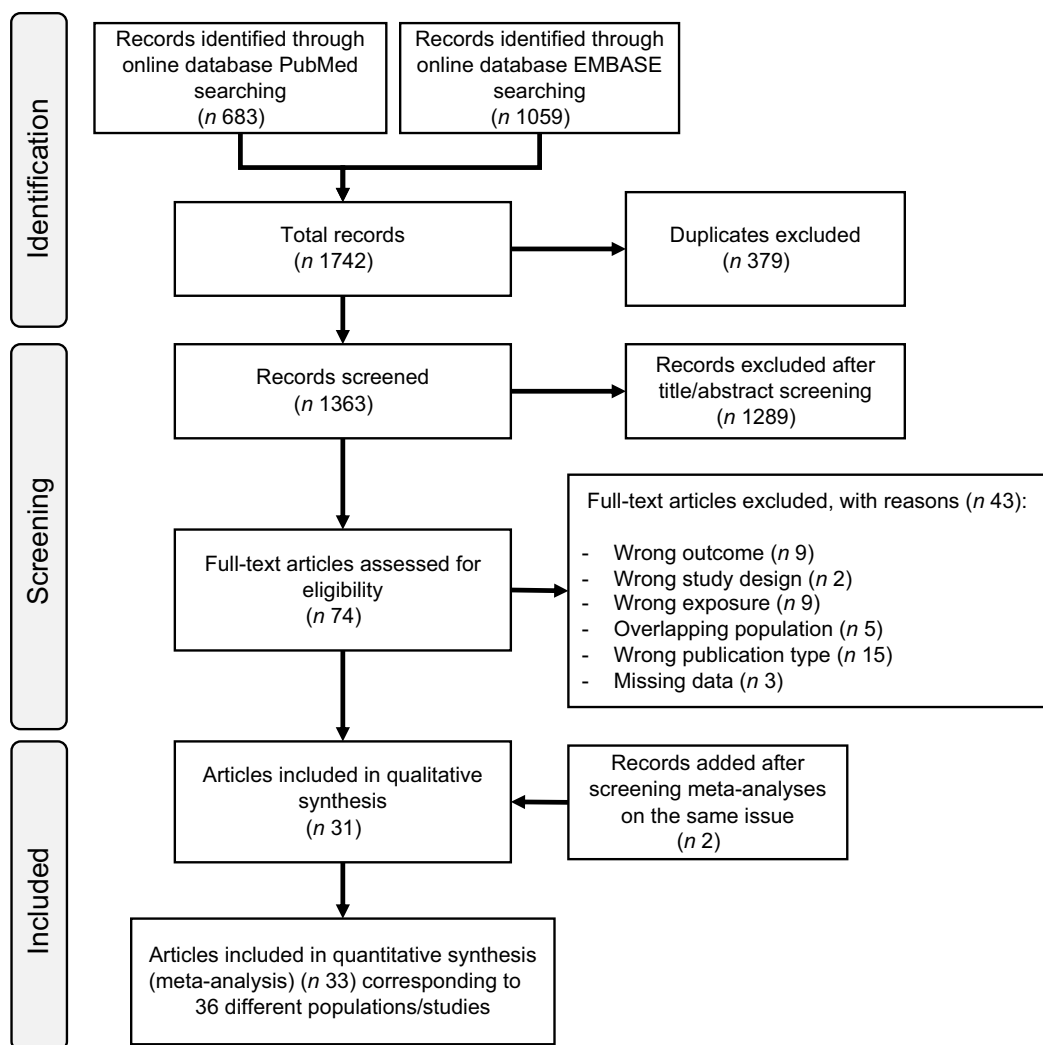 Identification
Records identified through
online database PubMed
searching
(n 683)
Records identified through
online database EMBASE
searching
(n 1059)
Total records
(n 1742)
Duplicates excluded
(n 379)
Screening
Records screened
(n 1363)
Records excluded after
title/abstract screening
(n 1289)
Full-text articles assessed for
eligibility
(n 74)
Full-text articles excluded, with reasons (n 43):
- Wrong outcome (n 9)
- Wrong study design (n 2)
- Wrong exposure (n 9)
- Overlapping population (n 5)
- Wrong publication type (n 15)
- Missing data (n 3)
Included
Articles included in qualitative
synthesis
(n 31)
Records added after
screening meta-analyses
on the same issue
(n 2)
Articles included in quantitative synthesis
(meta-analysis) (n 33) corresponding to
36 different populations/studies